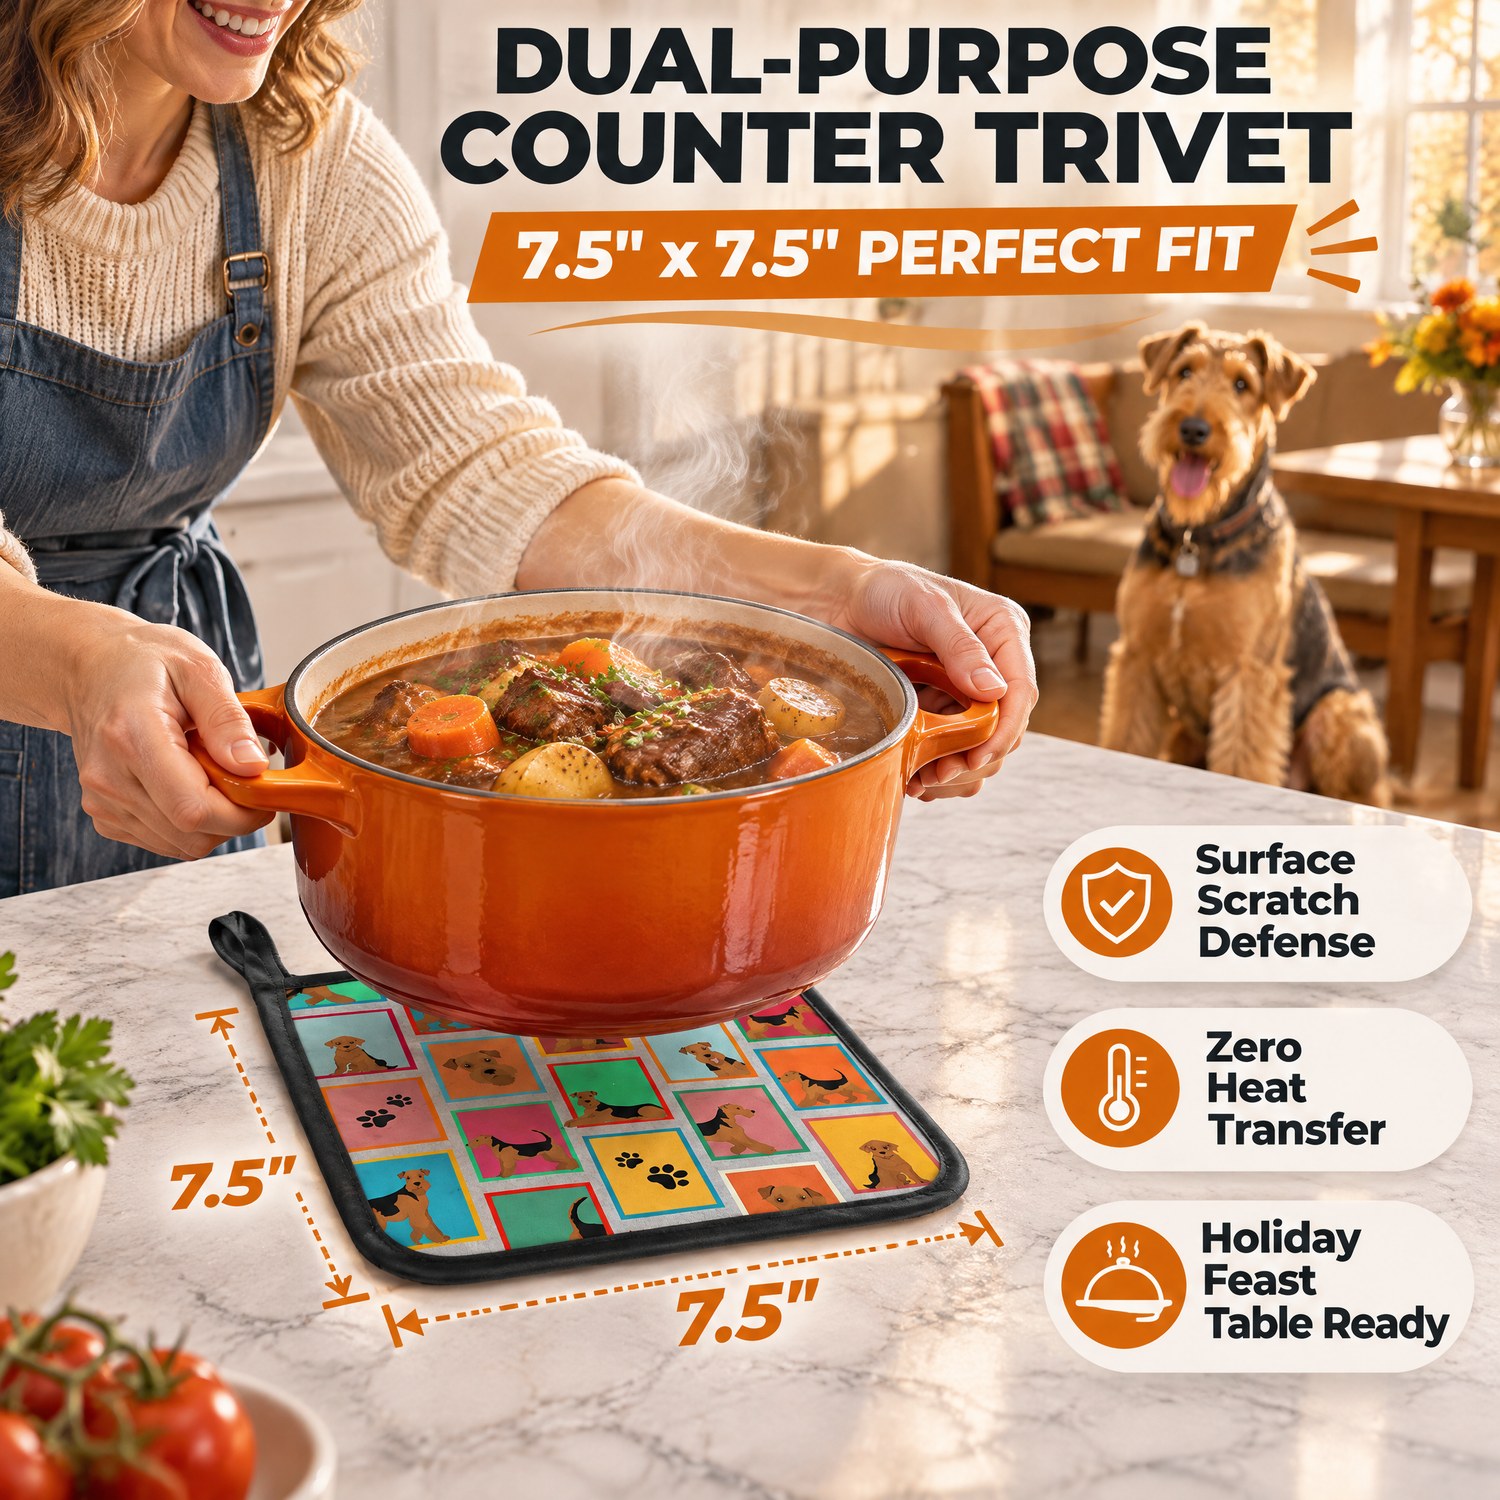 DUAL-PURPOSE
COUNTER TRIVET
7.5" x 7.5" PERFECT FIT
Surface
Scratch
Defense
Zero
Heat
Transfer
Holiday
Feast
Table Ready
7.5"
7.5"